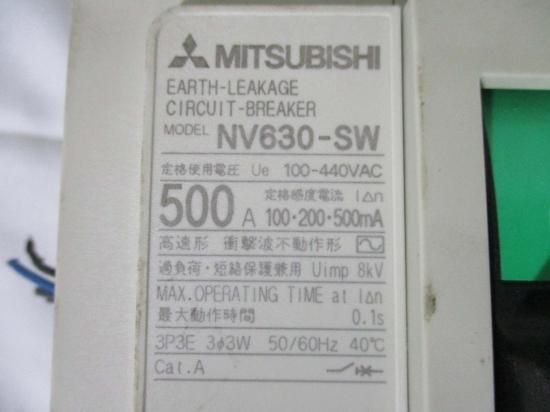 MITSUBISHI
EARTH-LEAKAGE
CIRCUIT-BREAKER
MODEL NV630-SW
定格使用電圧 Ue 100-440VAC
500 A 定格感度電流 I△n 100・200・500mA
高速形 衝撃波不動作形
過負荷・短絡保護兼用 Uimp 8kV
MAX.OPERATING TIME at I△n
最大動作時間 0.1s
3P3E 3φ3W 50/60Hz 40℃
Cat.A